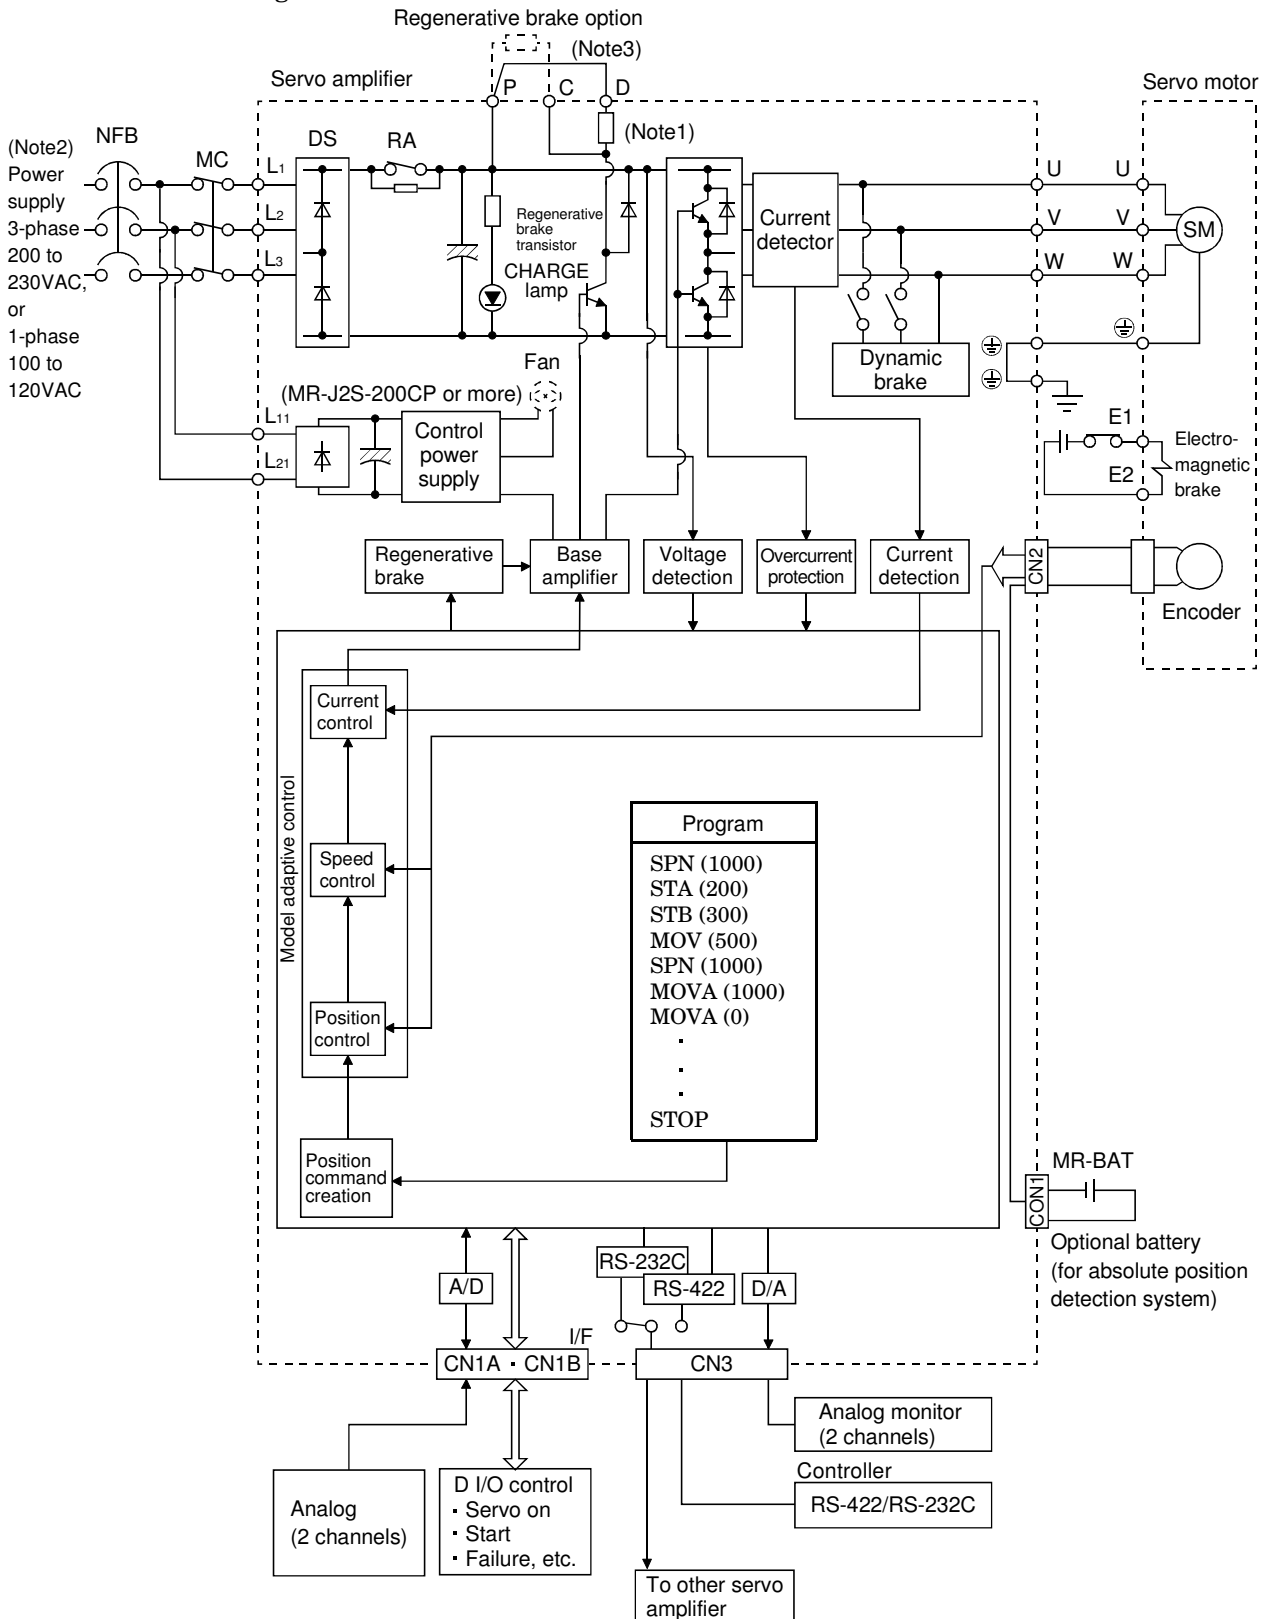 Regenerative brake option
(Note3)
Servo amplifier
P
C
D
Servo motor
(Note2)
Power
supply
3-phase
200 to
230VAC,
or
1-phase
100 to
120VAC
NFB
MC
DS
RA
(Note1)
L1
L2
L3
Regenerative
brake
transistor
CHARGE
lamp
Current
detector
U
V
W
U
V
W
SM
Dynamic
brake
Fan
(MR-J2S-200CP or more)
L11
L21
Control
power
supply
E1
E2
Electro-
magnetic
brake
Regenerative
brake
Base
amplifier
Voltage
detection
Overcurrent
protection
Current
detection
CN2
Encoder
Model adaptive control
Current
control
Speed
control
Position
control
Position
command
creation
Program
SPN (1000)
STA (200)
STB (300)
MOV (500)
SPN (1000)
MOVA (1000)
MOVA (0)
.
.
.
STOP
MR-BAT
CON1
Optional battery
(for absolute position
detection system)
A/D
RS-232C
RS-422
D/A
I/F
CN1A · CN1B
CN3
Analog monitor
(2 channels)
Controller
RS-422/RS-232C
Analog
(2 channels)
D I/O control
· Servo on
· Start
· Failure, etc.
To other servo
amplifier